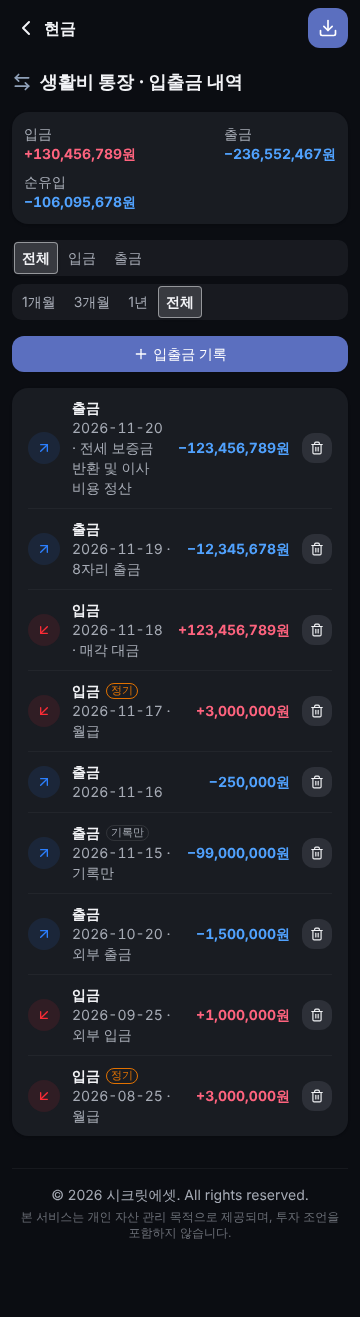 현금
생활비 통장 · 입출금 내역
입금 출금
+130,456,789원 −236,552,467원
순유입
−106,095,678원
전체 입금 출금
1개월 3개월 1년 전체
+ 입출금 기록
출금
2026-11-20
· 전세 보증금
반환 및 이사
비용 정산
−123,456,789원
출금
2026-11-19 ·
8자리 출금
−12,345,678원
입금
2026-11-18
· 매각 대금
+123,456,789원
입금 정기
2026-11-17 ·
월급
+3,000,000원
출금
2026-11-16
−250,000원
출금 기록만
2026-11-15 ·
기록만
−99,000,000원
출금
2026-10-20 ·
외부 출금
−1,500,000원
입금
2026-09-25 ·
외부 입금
+1,000,000원
입금 정기
2026-08-25 ·
월급
+3,000,000원
© 2026 시크릿에셋. All rights reserved.
본 서비스는 개인 자산 관리 목적으로 제공되며, 투자 조언을
포함하지 않습니다.